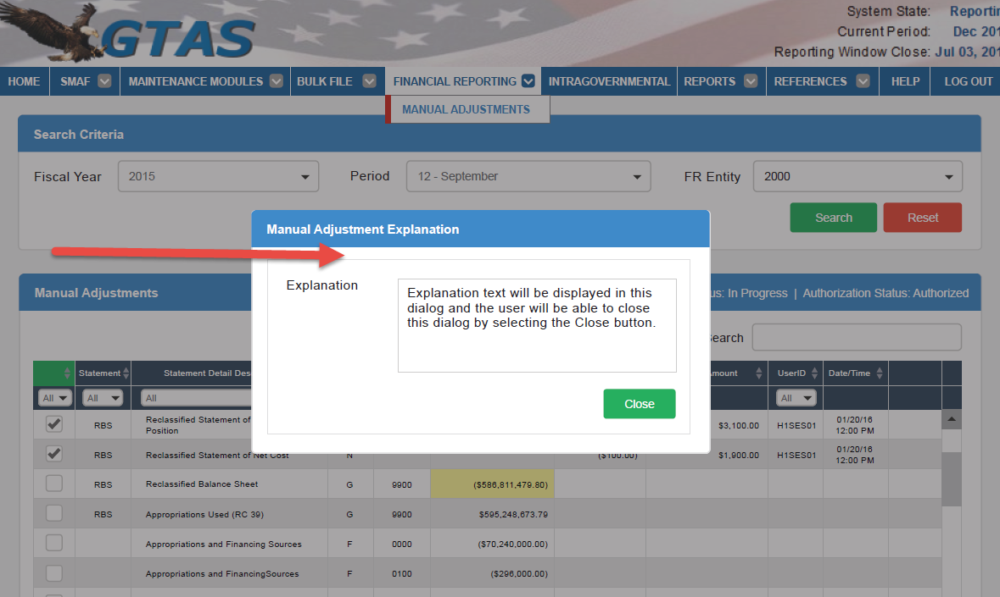 GTAS
System State: Reportin
Current Period: Dec 201
Reporting Window Close: Jul 03, 201
HOME SMAF MAINTENANCE MODULES BULK FILE FINANCIAL REPORTING INTRAGOVERNMENTAL REPORTS REFERENCES HELP LOG OUT
MANUAL ADJUSTMENTS
Search Criteria
Fiscal Year 2015 Period 12 - September FR Entity 2000
Search Reset
Manual Adjustment Explanation
Explanation
Explanation text will be displayed in this
dialog and the user will be able to close
this dialog by selecting the Close button.
Close
Manual Adjustments us: In Progress | Authorization Status: Authorized
earch
Statement Statement Detail Des mount UserID Date/Time
All All All All
RBS Reclassified Statement of Position $3,100.00 H1SES01 01/20/16 12:00 PM
RBS Reclassified Statement of Net Cost N ($100.00) $1,900.00 H1SES01 01/20/16 12:00 PM
RBS Reclassified Balance Sheet G 9900 ($586,811,479.80)
RBS Appropriations Used (RC 39) G 9900 $595,248,673.79
Appropriations and Financing Sources F 0000 ($70,240,000.00)
Appropriations and FinancingSources F 0100 ($296,000.00)